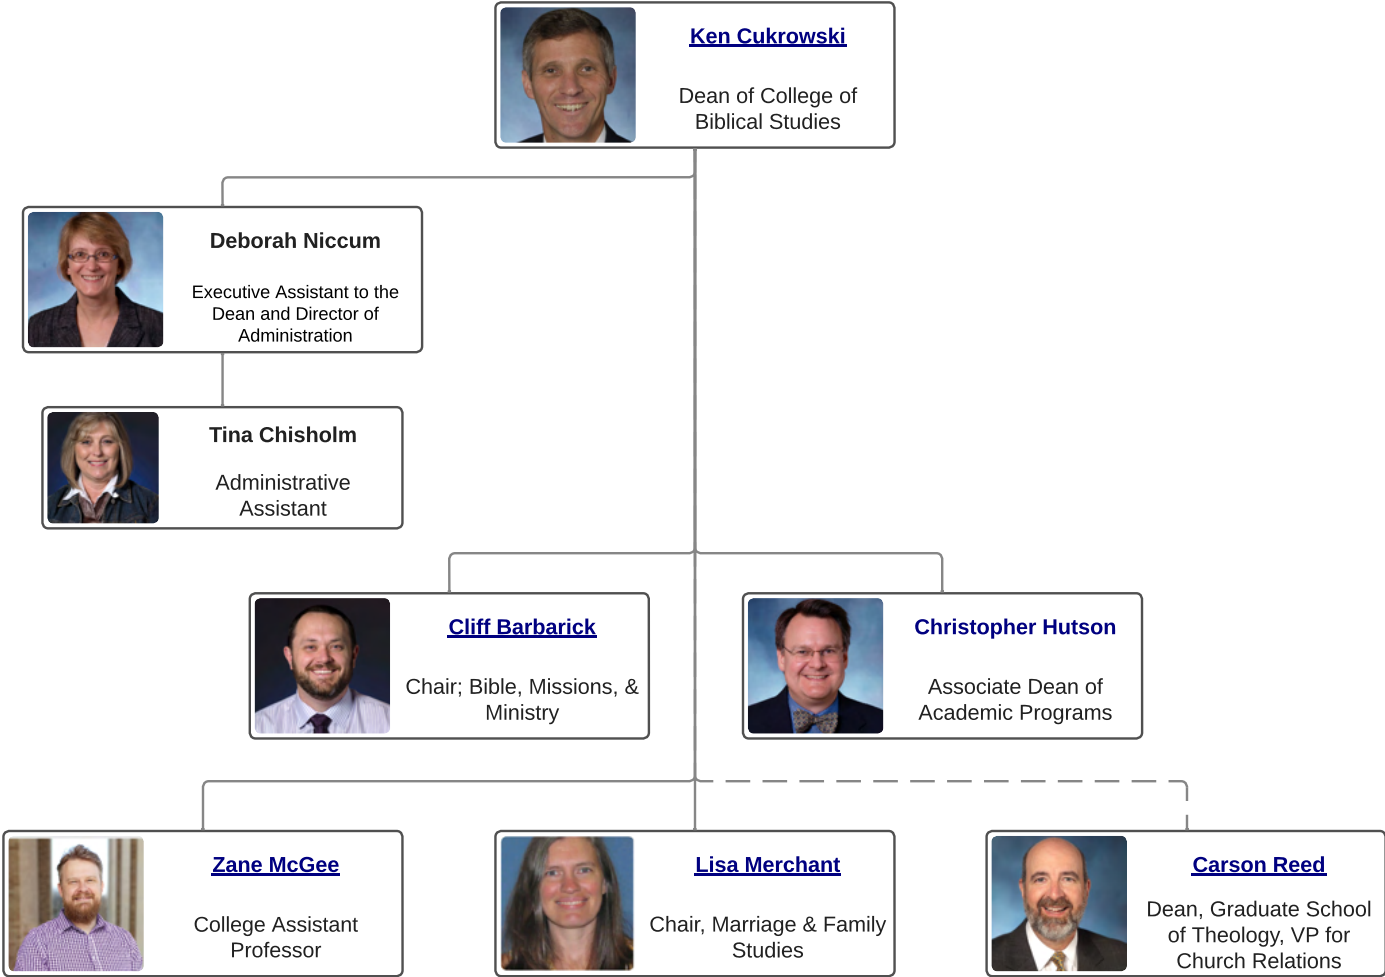 Ken Cukrowski
Dean of College of
Biblical Studies
Deborah Niccum
Executive Assistant to the
Dean and Director of
Administration
Tina Chisholm
Administrative
Assistant
Cliff Barbarick
Chair; Bible, Missions, &
Ministry
Christopher Hutson
Associate Dean of
Academic Programs
Zane McGee
College Assistant
Professor
Lisa Merchant
Chair, Marriage & Family
Studies
Carson Reed
Dean, Graduate School
of Theology, VP for
Church Relations